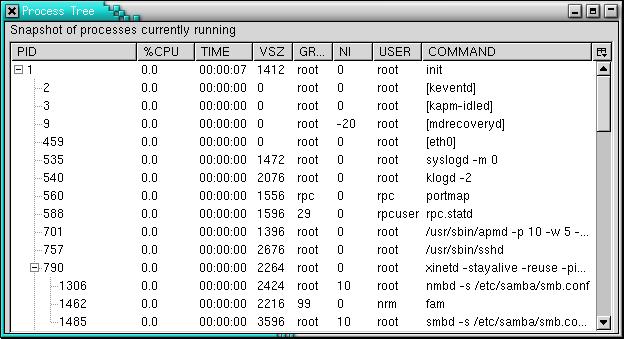 Process Tree
Snapshot of processes currently running
PID %CPU TIME VSZ GR... NI USER COMMAND
1 0.0 00:00:07 1412 root 0 root init
2 0.0 00:00:00 0 root 0 root [keventd]
3 0.0 00:00:00 0 root 0 root [kapm-idled]
9 0.0 00:00:00 0 root -20 root [mdrecoveryd]
459 0.0 00:00:00 0 root 0 root [eth0]
535 0.0 00:00:00 1472 root 0 root syslogd -m 0
540 0.0 00:00:00 2076 root 0 root klogd -2
560 0.0 00:00:00 1556 rpc 0 rpc portmap
588 0.0 00:00:00 1596 29 0 rpcuser rpc.statd
701 0.0 00:00:00 1396 root 0 root /usr/sbin/apmd -p 10 -w 5 -...
757 0.0 00:00:00 2676 root 0 root /usr/sbin/sshd
790 0.0 00:00:00 2264 root 0 root xinetd -stayalive -reuse -pi...
1306 0.0 00:00:00 2424 root 10 root nmbd -s /etc/samba/smb.conf
1462 0.0 00:00:00 2216 99 0 nrm fam
1485 0.0 00:00:00 3596 root 10 root smbd -s /etc/samba/smb.co...